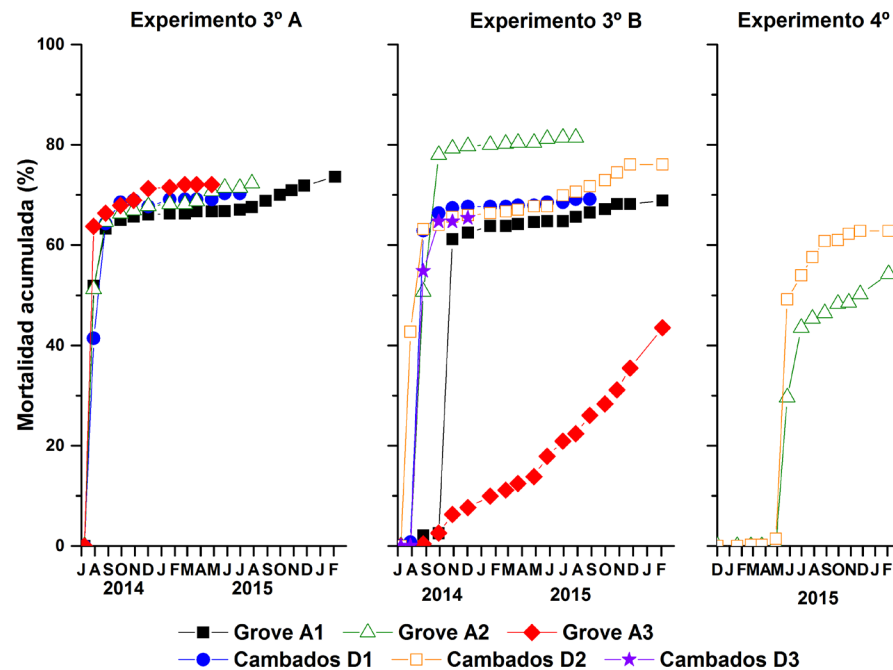 Experimento 3º A
Experimento 3º B
Experimento 4º
Mortalidad acumulada (%)
100
80
60
40
20
0
J A S O N D J F M A M J J A S O N D J F
2014 2015
J A S O N D J F M A M J J A S O N D J F
2014 2015
D J F M A M J J A S O N D J F
2015
Grove A1 Grove A2 Grove A3
Cambados D1 Cambados D2 Cambados D3